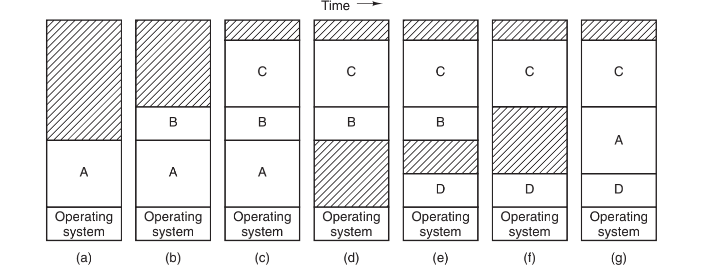 Time
C
C
C
C
C
B
B
B
B
A
A
A
A
D
D
D
Operating
system
Operating
system
Operating
system
Operating
system
Operating
system
Operating
system
Operating
system
(a)
(b)
(c)
(d)
(e)
(f)
(g)